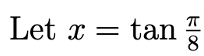 Let x = tan π/8